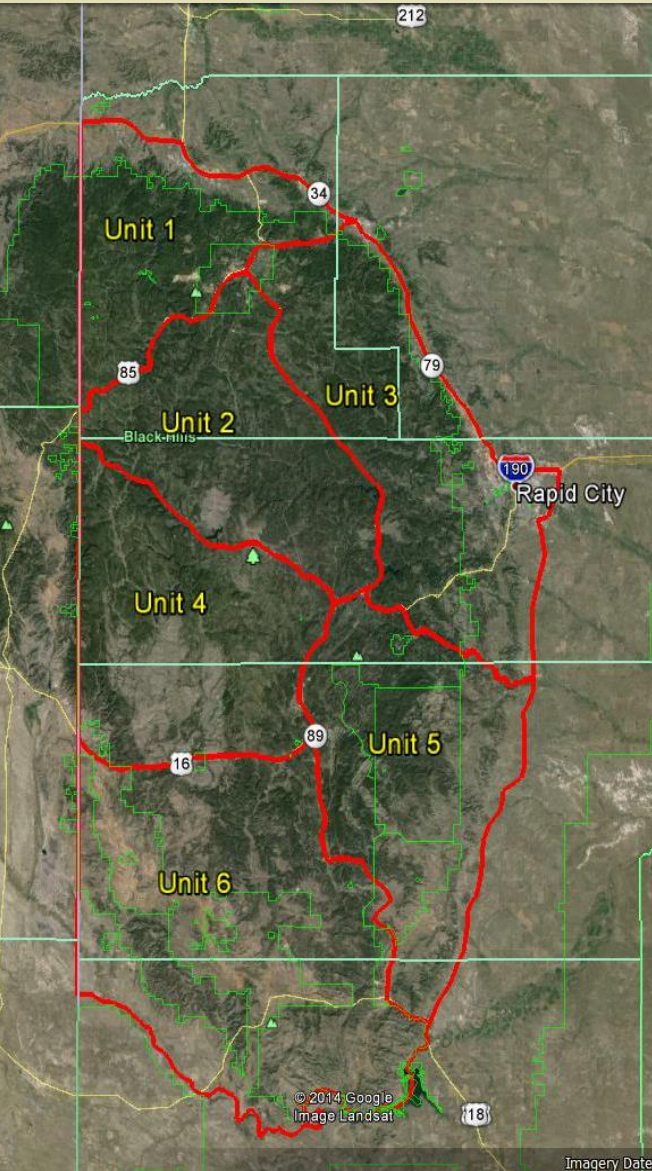 212
34
Unit 1
79
85
Unit 3
Unit 2
Black Hills
190
Rapid City
Unit 4
89
Unit 5
16
Unit 6
© 2014 Google
Image Landsat
18
Imagery Date